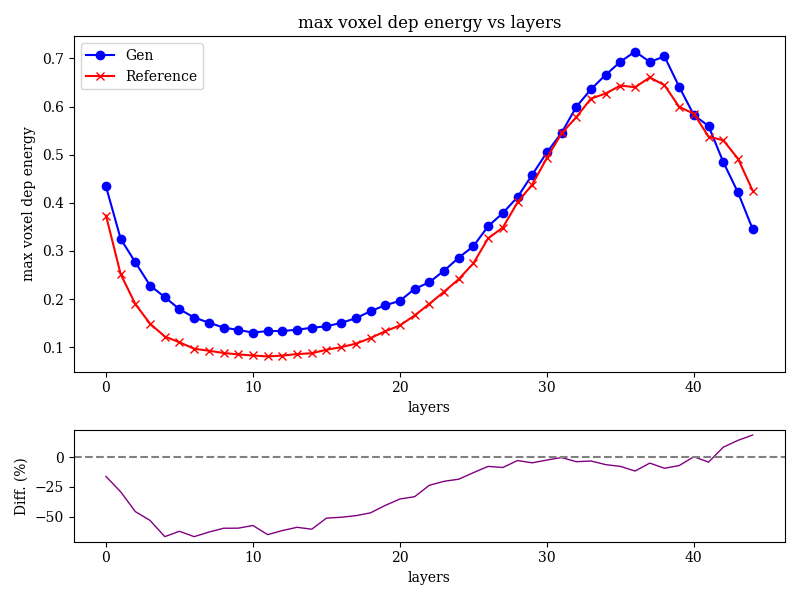 max voxel dep energy vs layers
Gen
Reference
max voxel dep energy
0.7
0.6
0.5
0.4
0.3
0.2
0.1
0 10 20 30 40
layers
Diff. (%)
0
−25
−50
0 10 20 30 40
layers